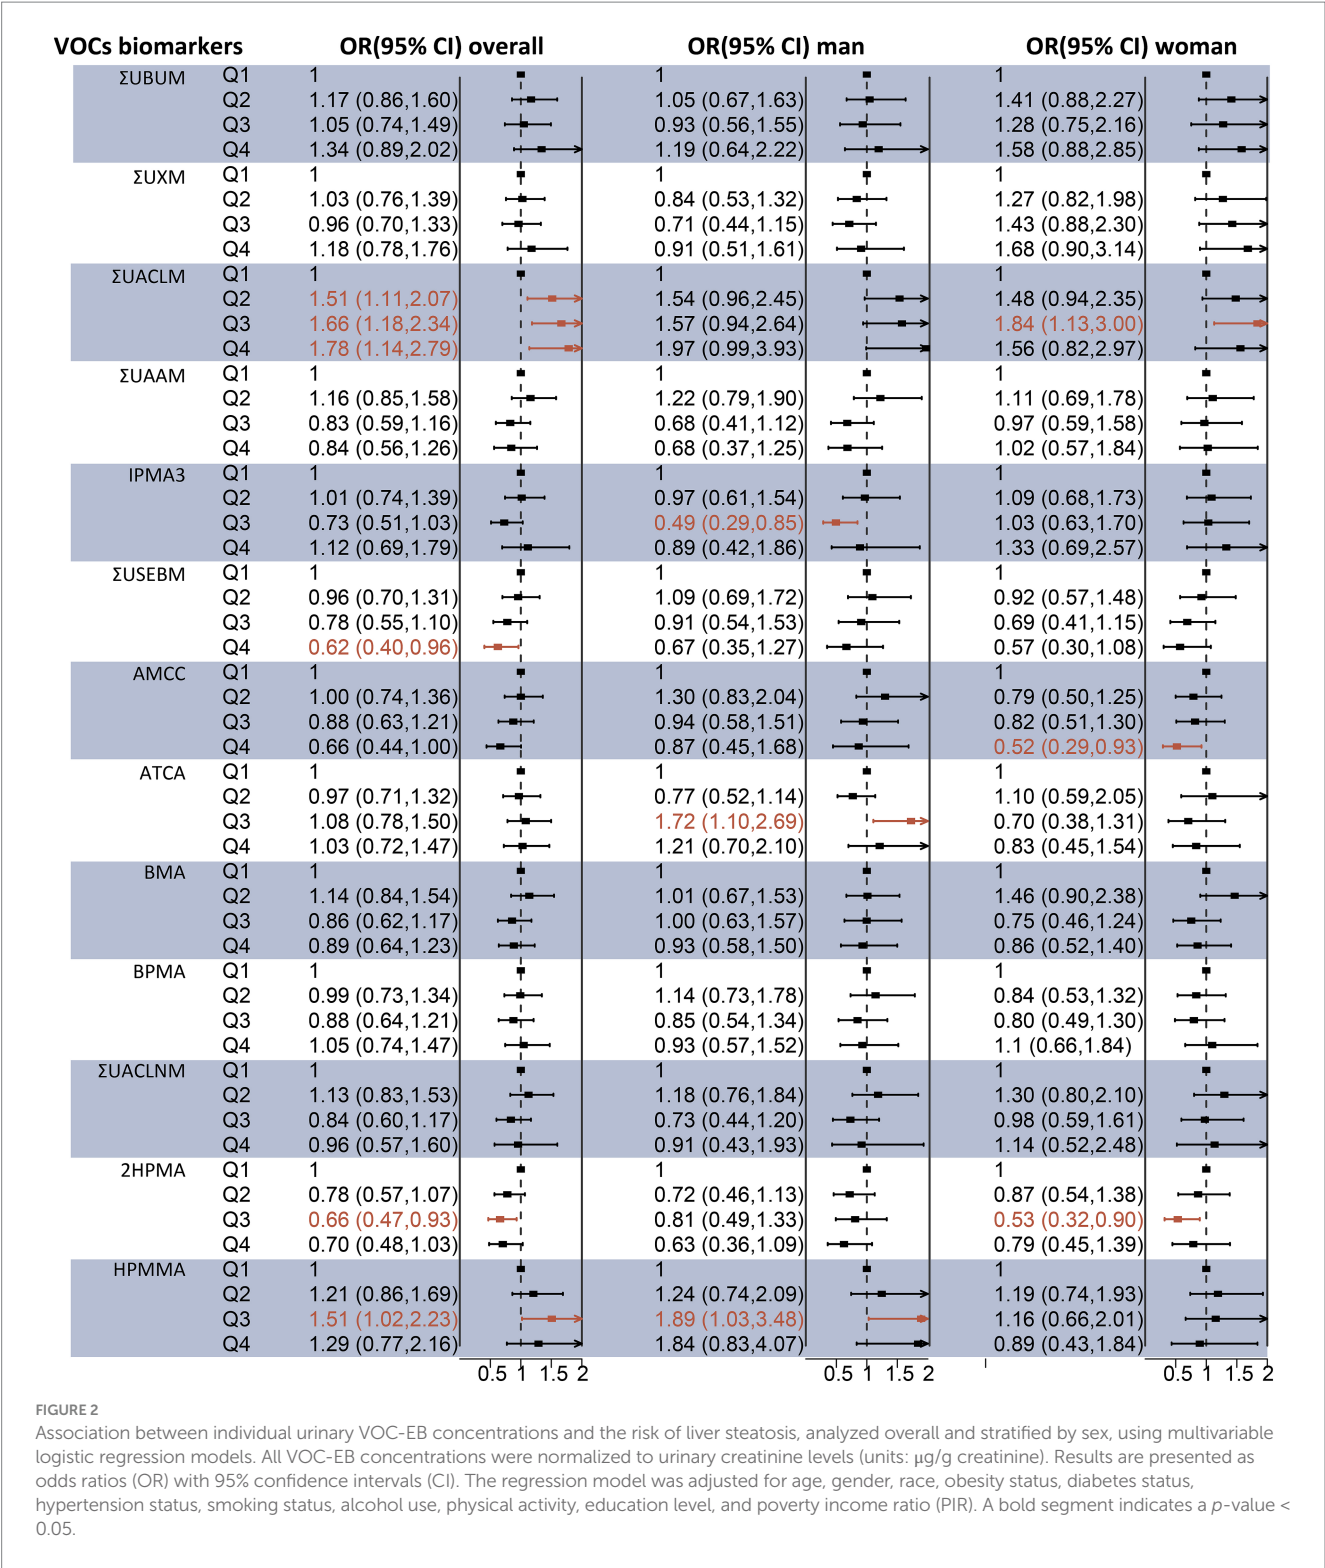 VOCs biomarkers OR(95% CI) overall OR(95% CI) man OR(95% CI) woman
ΣUBUM Q1 1 1 1
Q2 1.17 (0.86,1.60) 1.05 (0.67,1.63) 1.41 (0.88,2.27)
Q3 1.05 (0.74,1.49) 0.93 (0.56,1.55) 1.28 (0.75,2.16)
Q4 1.34 (0.89,2.02) 1.19 (0.64,2.22) 1.58 (0.88,2.85)
ΣUXM Q1 1 1 1
Q2 1.03 (0.76,1.39) 0.84 (0.53,1.32) 1.27 (0.82,1.98)
Q3 0.96 (0.70,1.33) 0.71 (0.44,1.15) 1.43 (0.88,2.30)
Q4 1.18 (0.78,1.76) 0.91 (0.51,1.61) 1.68 (0.90,3.14)
ΣUACLM Q1 1 1 1
Q2 1.51 (1.11,2.07) 1.54 (0.96,2.45) 1.48 (0.94,2.35)
Q3 1.66 (1.18,2.34) 1.57 (0.94,2.64) 1.84 (1.13,3.00)
Q4 1.78 (1.14,2.79) 1.97 (0.99,3.93) 1.56 (0.82,2.97)
ΣUAAM Q1 1 1 1
Q2 1.16 (0.85,1.58) 1.22 (0.79,1.90) 1.11 (0.69,1.78)
Q3 0.83 (0.59,1.16) 0.68 (0.41,1.12) 0.97 (0.59,1.58)
Q4 0.84 (0.56,1.26) 0.68 (0.37,1.25) 1.02 (0.57,1.84)
IPMA3 Q1 1 1 1
Q2 1.01 (0.74,1.39) 0.97 (0.61,1.54) 1.09 (0.68,1.73)
Q3 0.73 (0.51,1.03) 0.49 (0.29,0.85) 1.03 (0.63,1.70)
Q4 1.12 (0.69,1.79) 0.89 (0.42,1.86) 1.33 (0.69,2.57)
ΣUSEBM Q1 1 1 1
Q2 0.96 (0.70,1.31) 1.09 (0.69,1.72) 0.92 (0.57,1.48)
Q3 0.78 (0.55,1.10) 0.91 (0.54,1.53) 0.69 (0.41,1.15)
Q4 0.62 (0.40,0.96) 0.67 (0.35,1.27) 0.57 (0.30,1.08)
AMCC Q1 1 1 1
Q2 1.00 (0.74,1.36) 1.30 (0.83,2.04) 0.79 (0.50,1.25)
Q3 0.88 (0.63,1.21) 0.94 (0.58,1.51) 0.82 (0.51,1.30)
Q4 0.66 (0.44,1.00) 0.87 (0.45,1.68) 0.52 (0.29,0.93)
ATCA Q1 1 1 1
Q2 0.97 (0.71,1.32) 0.77 (0.52,1.14) 1.10 (0.59,2.05)
Q3 1.08 (0.78,1.50) 1.72 (1.10,2.69) 0.70 (0.38,1.31)
Q4 1.03 (0.72,1.47) 1.21 (0.70,2.10) 0.83 (0.45,1.54)
BMA Q1 1 1 1
Q2 1.14 (0.84,1.54) 1.01 (0.67,1.53) 1.46 (0.90,2.38)
Q3 0.86 (0.62,1.17) 1.00 (0.63,1.57) 0.75 (0.46,1.24)
Q4 0.89 (0.64,1.23) 0.93 (0.58,1.50) 0.86 (0.52,1.40)
BPMA Q1 1 1 1
Q2 0.99 (0.73,1.34) 1.14 (0.73,1.78) 0.84 (0.53,1.32)
Q3 0.88 (0.64,1.21) 0.85 (0.54,1.34) 0.80 (0.49,1.30)
Q4 1.05 (0.74,1.47) 0.93 (0.57,1.52) 1.1 (0.66,1.84)
ΣUACLNM Q1 1 1 1
Q2 1.13 (0.83,1.53) 1.18 (0.76,1.84) 1.30 (0.80,2.10)
Q3 0.84 (0.60,1.17) 0.73 (0.44,1.20) 0.98 (0.59,1.61)
Q4 0.96 (0.57,1.60) 0.91 (0.43,1.93) 1.14 (0.52,2.48)
2HPMA Q1 1 1 1
Q2 0.78 (0.57,1.07) 0.72 (0.46,1.13) 0.87 (0.54,1.38)
Q3 0.66 (0.47,0.93) 0.81 (0.49,1.33) 0.53 (0.32,0.90)
Q4 0.70 (0.48,1.03) 0.63 (0.36,1.09) 0.79 (0.45,1.39)
HPMMA Q1 1 1 1
Q2 1.21 (0.86,1.69) 1.24 (0.74,2.09) 1.19 (0.74,1.93)
Q3 1.51 (1.02,2.23) 1.89 (1.03,3.48) 1.16 (0.66,2.01)
Q4 1.29 (0.77,2.16) 1.84 (0.83,4.07) 0.89 (0.43,1.84)
0.5 1 1.5 2 0.5 1 1.5 2 0.5 1 1.5 2
FIGURE 2
Association between individual urinary VOC-EB concentrations and the risk of liver steatosis, analyzed overall and stratified by sex, using multivariable
logistic regression models. All VOC-EB concentrations were normalized to urinary creatinine levels (units: μg/g creatinine). Results are presented as
odds ratios (OR) with 95% confidence intervals (CI). The regression model was adjusted for age, gender, race, obesity status, diabetes status,
hypertension status, smoking status, alcohol use, physical activity, education level, and poverty income ratio (PIR). A bold segment indicates a p-value <
0.05.